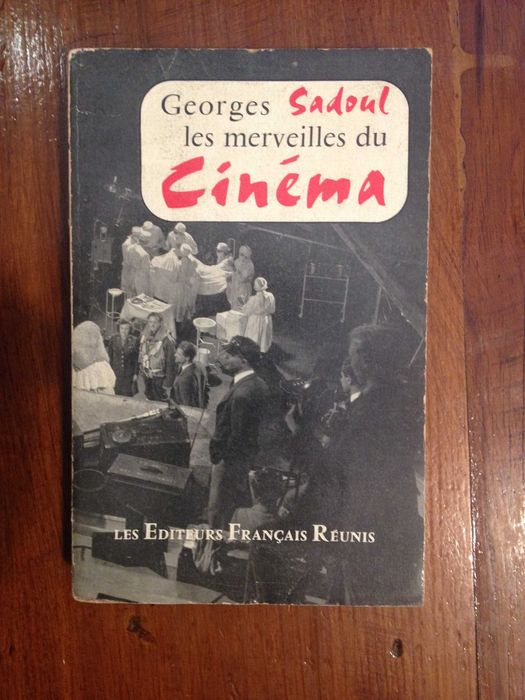 Georges Sadoul
les merveilles du
Cinéma
LES EDITEURS FRANÇAIS RÉUNIS